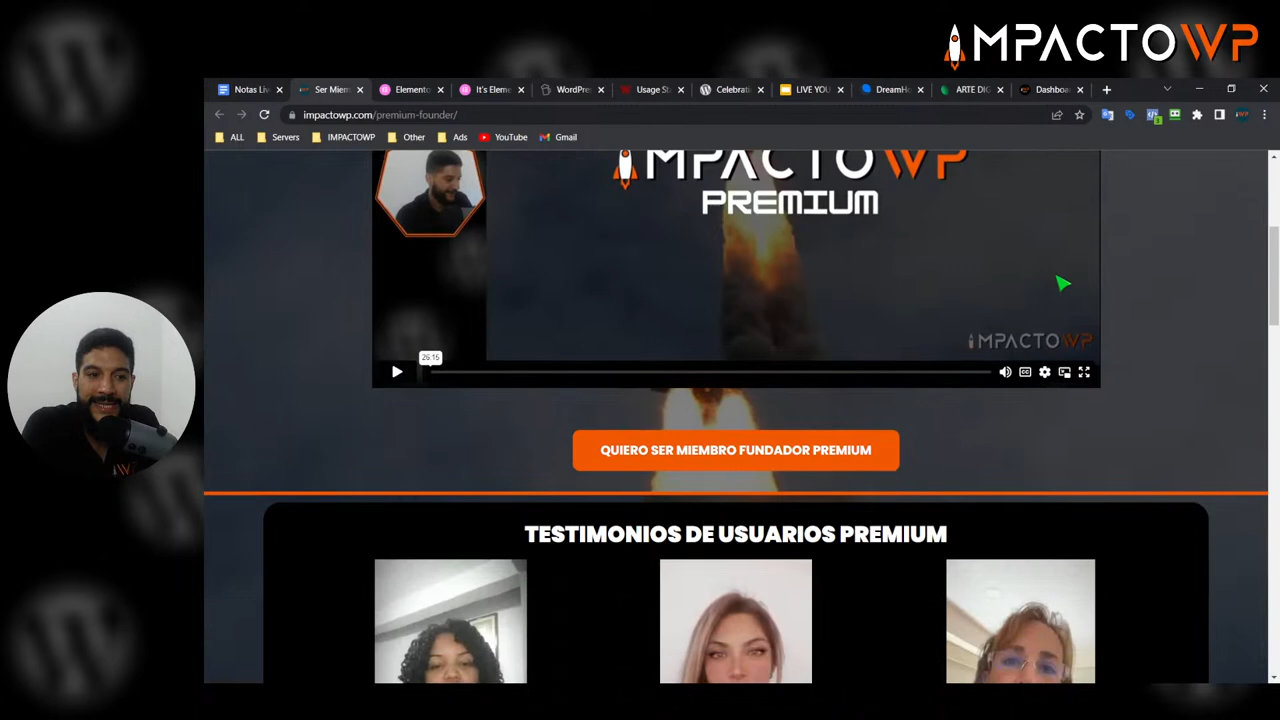 IMPACTOWP
Notas Liv
Ser Miem
Elemento
It's Eleme
WordPres
Usage St
Celebrati
LIVE YOU
DreamHo
ARTE DIG
Dashboa
impactowp.com/premium-founder/
ALL
Servers
IMPACTOWP
Other
Ads
YouTube
Gmail
IMPACTOWP
PREMIUM
IMPACTOWP
26:15
CC
QUIERO SER MIEMBRO FUNDADOR PREMIUM
TESTIMONIOS DE USUARIOS PREMIUM